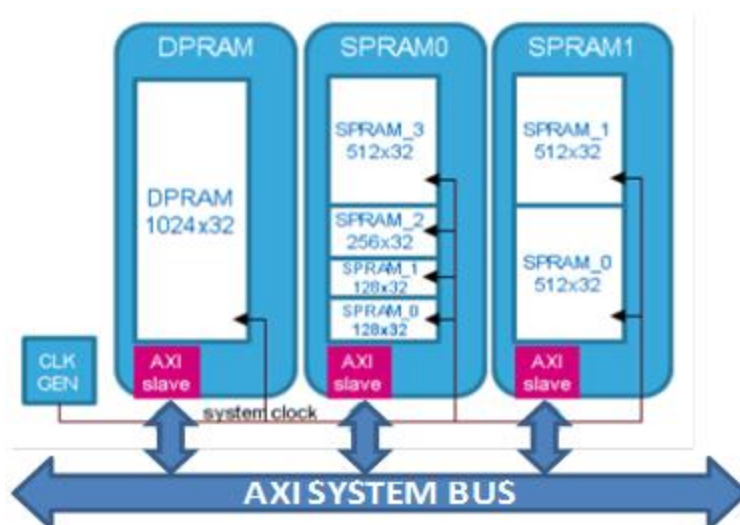 DPRAM
SPRAM0
SPRAM1
DPRAM
1024x32
SPRAM_3
512x32
SPRAM_2
256x32
SPRAM_1
128x32
SPRAM_0
128x32
SPRAM_1
512x32
SPRAM_0
512x32
CLK
GEN
AXI
slave
AXI
slave
AXI
slave
system clock
AXI SYSTEM BUS